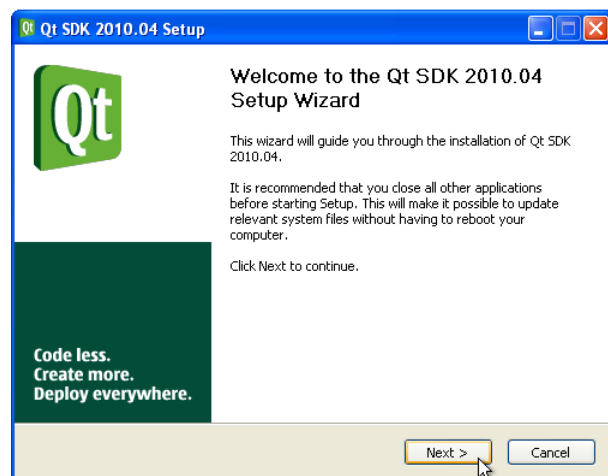 Qt SDK 2010.04 Setup
Qt
Welcome to the Qt SDK 2010.04
Setup Wizard
This wizard will guide you through the installation of Qt SDK
2010.04.
It is recommended that you close all other applications
before starting Setup. This will make it possible to update
relevant system files without having to reboot your
computer.
Click Next to continue.
Code less.
Create more.
Deploy everywhere.
Next >
Cancel